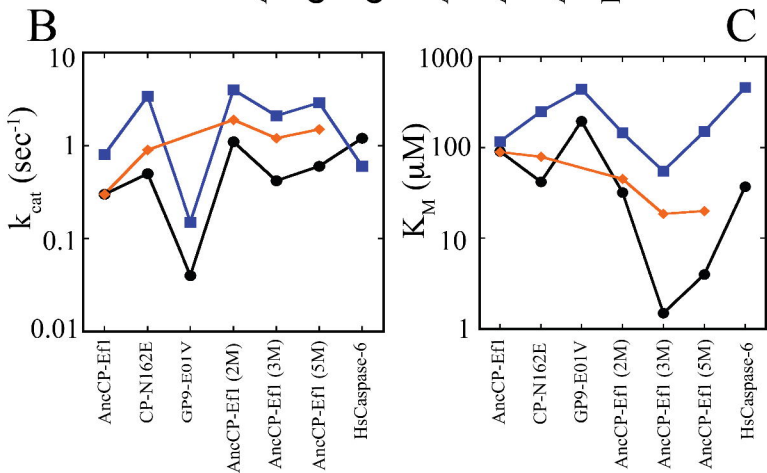 B
C
10
1
0.1
0.01
k_cat (sec⁻¹)
AncCP-Ef1
CP-N162E
GP9-E01V
AncCP-Ef1 (2M)
AncCP-Ef1 (3M)
AncCP-Ef1 (5M)
HsCaspase-6
1000
100
10
1
K_M (µM)
AncCP-Ef1
CP-N162E
GP9-E01V
AncCP-Ef1 (2M)
AncCP-Ef1 (3M)
AncCP-Ef1 (5M)
HsCaspase-6